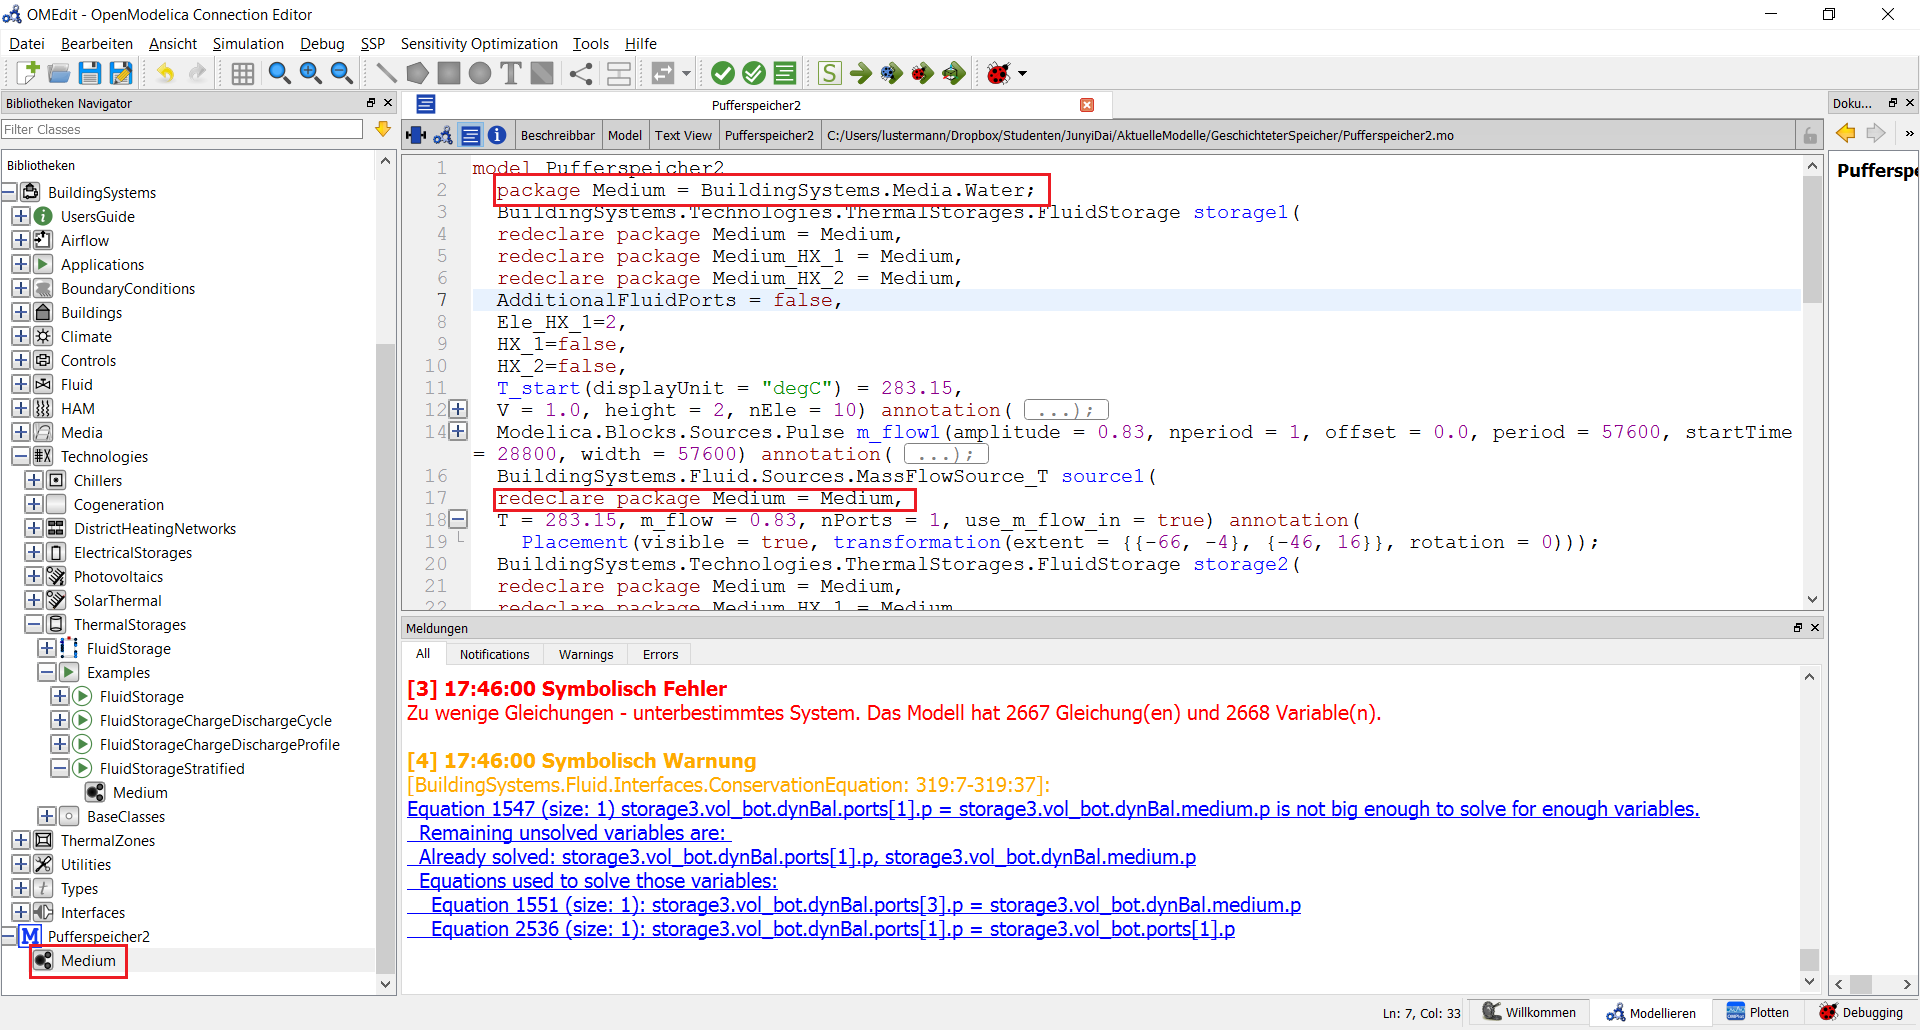 OMEdit - OpenModelica Connection Editor
Datei Bearbeiten Ansicht Simulation Debug SSP Sensitivity Optimization Tools Hilfe
Bibliotheken Navigator
Filter Classes
Bibliotheken
BuildingSystems
UsersGuide
Airflow
Applications
BoundaryConditions
Buildings
Climate
Controls
Fluid
HAM
Media
Technologies
Chillers
Cogeneration
DistrictHeatingNetworks
ElectricalStorages
Photovoltaics
SolarThermal
ThermalStorages
FluidStorage
Examples
FluidStorage
FluidStorageChargeDischargeCycle
FluidStorageChargeDischargeProfile
FluidStorageStratified
Medium
BaseClasses
ThermalZones
Utilities
Types
Interfaces
Pufferspeicher2
Medium
Pufferspeicher2
Beschreibbar Model Text View Pufferspeicher2 C:/Users/lustermann/Dropbox/Studenten/JunyiDai/AktuelleModelle/GeschichteterSpeicher/Pufferspeicher2.mo
1 model Pufferspeicher2
2 package Medium = BuildingSystems.Media.Water;
3 BuildingSystems.Technologies.ThermalStorages.FluidStorage storage1(
4 redeclare package Medium = Medium,
5 redeclare package Medium_HX_1 = Medium,
6 redeclare package Medium_HX_2 = Medium,
7 AdditionalFluidPorts = false,
8 Ele_HX_1=2,
9 HX_1=false,
10 HX_2=false,
11 T_start(displayUnit = "degC") = 283.15,
12 V = 1.0, height = 2, nEle = 10) annotation( ...);
14 Modelica.Blocks.Sources.Pulse m_flow1(amplitude = 0.83, nperiod = 1, offset = 0.0, period = 57600, startTime
= 28800, width = 57600) annotation( ...);
16 BuildingSystems.Fluid.Sources.MassFlowSource_T source1(
17 redeclare package Medium = Medium,
18 T = 283.15, m_flow = 0.83, nPorts = 1, use_m_flow_in = true) annotation(
19 Placement(visible = true, transformation(extent = {{-66, -4}, {-46, 16}}, rotation = 0)));
20 BuildingSystems.Technologies.ThermalStorages.FluidStorage storage2(
21 redeclare package Medium = Medium,
22 redeclare package Medium_HX_1 = Medium
Meldungen
All Notifications Warnings Errors
[3] 17:46:00 Symbolisch Fehler
Zu wenige Gleichungen - unterbestimmtes System. Das Modell hat 2667 Gleichung(en) und 2668 Variable(n).
[4] 17:46:00 Symbolisch Warnung
[BuildingSystems.Fluid.Interfaces.ConservationEquation: 319:7-319:37]:
Equation 1547 (size: 1) storage3.vol_bot.dynBal.ports[1].p = storage3.vol_bot.dynBal.medium.p is not big enough to solve for enough variables.
Remaining unsolved variables are:
Already solved: storage3.vol_bot.dynBal.ports[1].p, storage3.vol_bot.dynBal.medium.p
Equations used to solve those variables:
Equation 1551 (size: 1): storage3.vol_bot.dynBal.ports[3].p = storage3.vol_bot.dynBal.medium.p
Equation 2536 (size: 1): storage3.vol_bot.dynBal.ports[1].p = storage3.vol_bot.ports[1].p
Doku...
»
Pufferspe
Ln: 7, Col: 33 Willkommen Modellieren Plotten Debugging